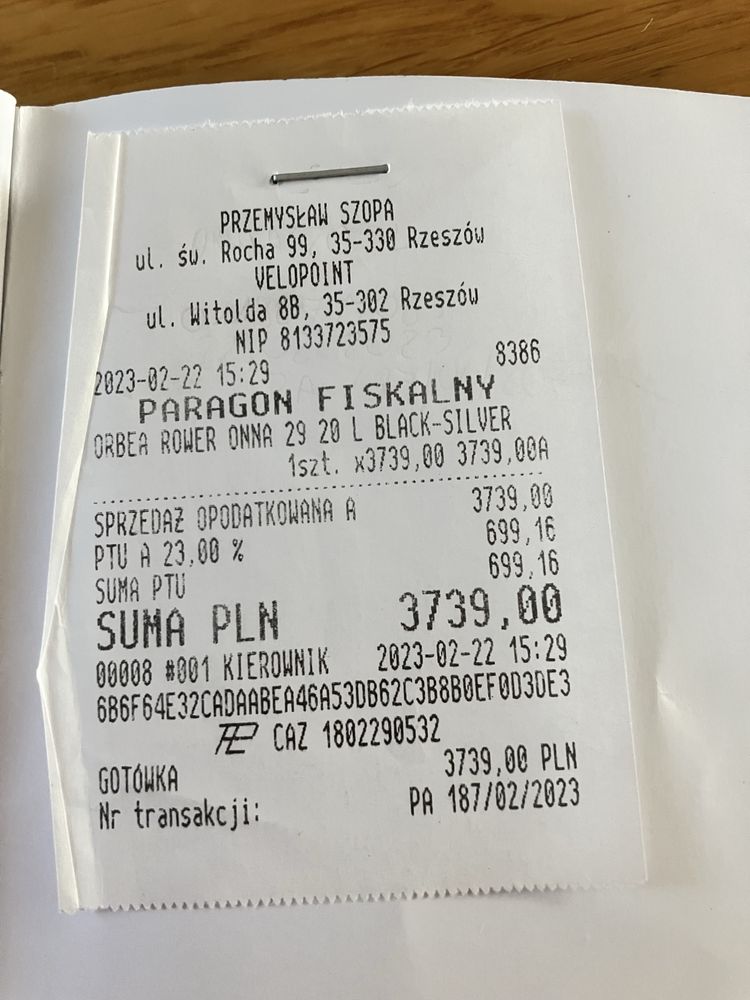 PRZEMYSŁAW SZOPA
ul. św. Rocha 99, 35-330 Rzeszów
VELOPOINT
ul. Witolda 8B, 35-302 Rzeszów
NIP 8133723575
2023-02-22 15:29 8386
PARAGON FISKALNY
ORBEA ROWER ONNA 29 20 L BLACK-SILVER
1szt. x3739,00 3739,00A
SPRZEDAŻ OPODATKOWANA A 3739,00
PTU A 23,00 % 699,16
SUMA PTU 699,16
SUMA PLN 3739,00
00008 #001 KIEROWNIK 2023-02-22 15:29
6B6F64E32CADAABEA46A53DB62C3B8B0EF0D3DE3
CAZ 1802290532
GOTÓWKA 3739,00 PLN
Nr transakcji: PA 187/02/2023